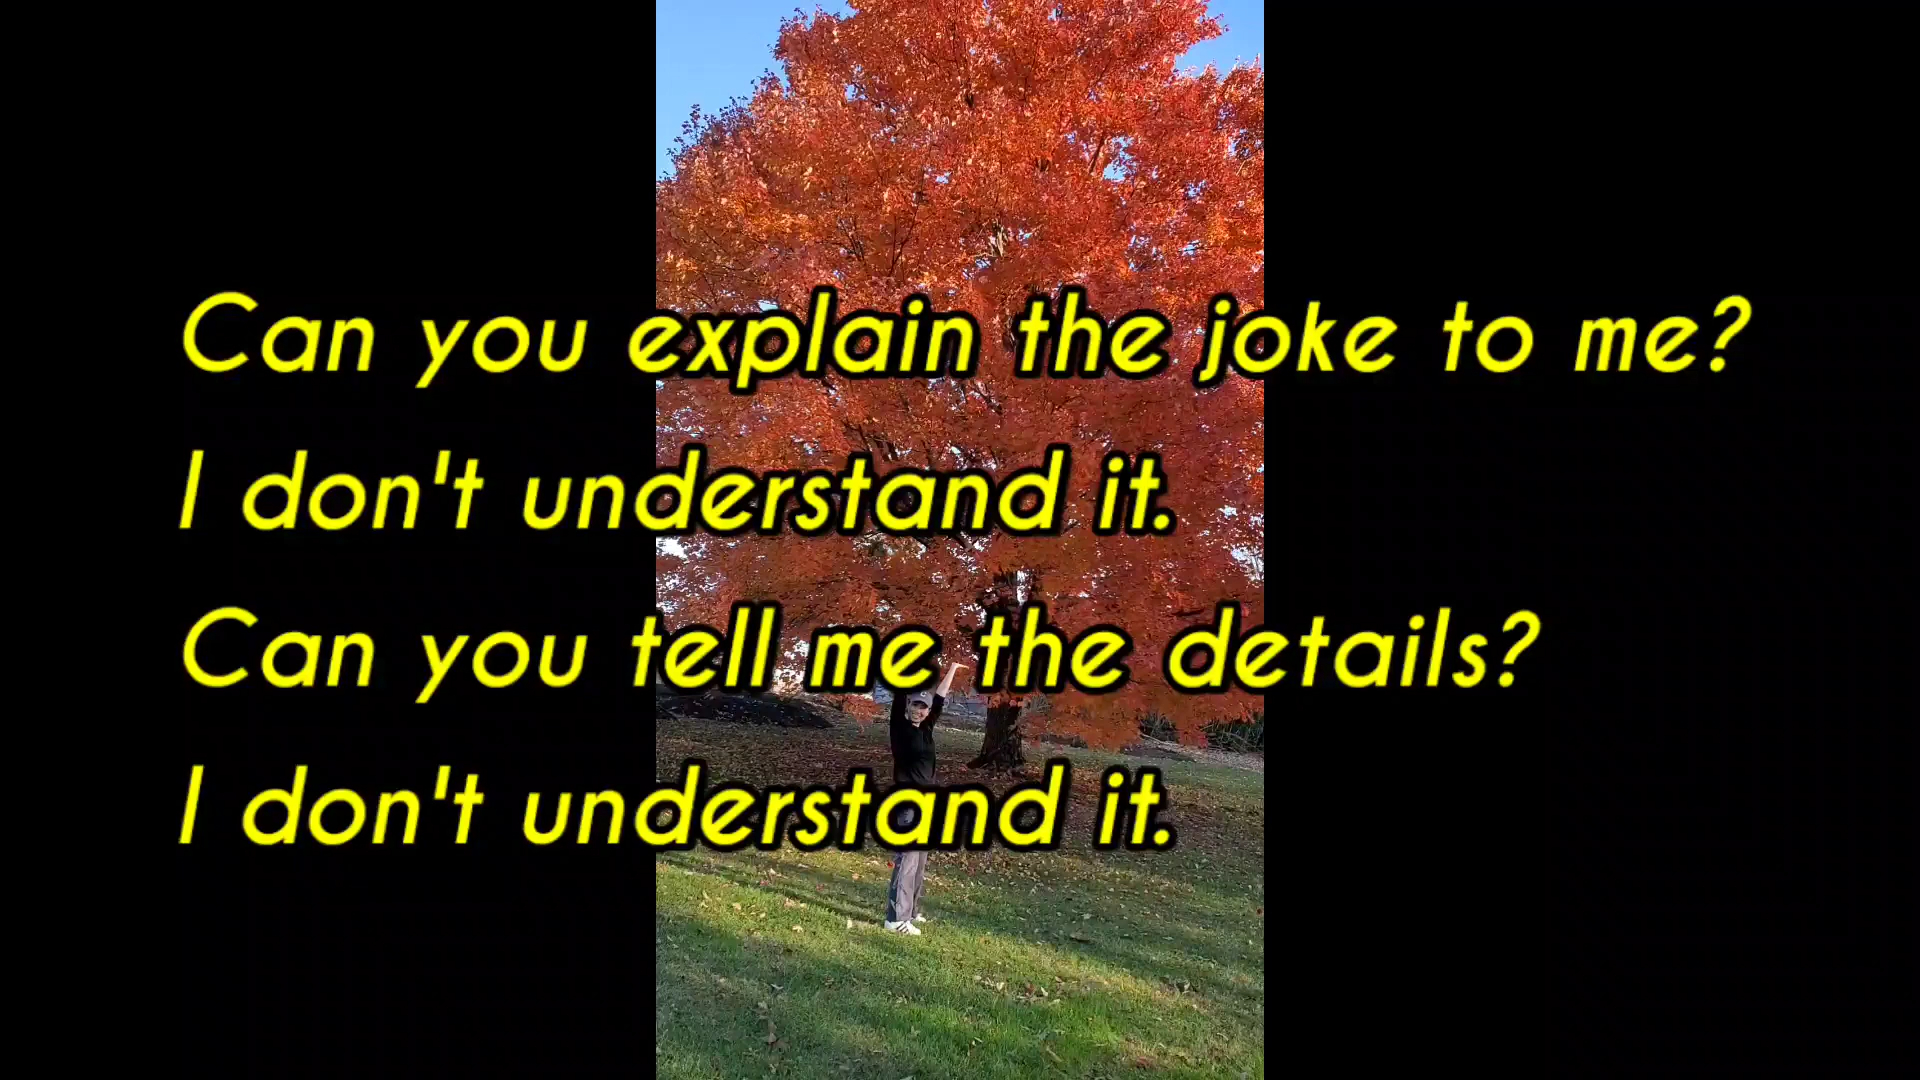 Can you explain the joke to me?
I don't understand it.
Can you tell me the details?
I don't understand it.